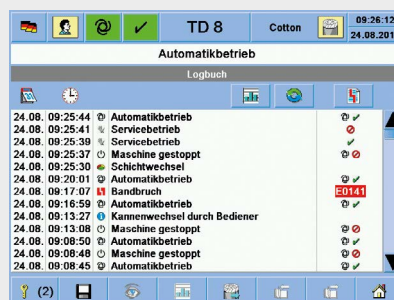 TD 8 Cotton 09:26:12
24.08.201
Automatikbetrieb
Logbuch
24.08. 09:25:44 Automatikbetrieb
24.08. 09:25:41 Servicebetrieb
24.08. 09:25:39 Servicebetrieb
24.08. 09:25:37 Maschine gestoppt
24.08. 09:25:30 Schichtwechsel
24.08. 09:20:01 Automatikbetrieb
24.08. 09:17:07 Bandbruch E0141
24.08. 09:16:59 Automatikbetrieb
24.08. 09:13:27 Kannenwechsel durch Bediener
24.08. 09:13:08 Maschine gestoppt
24.08. 09:08:50 Automatikbetrieb
24.08. 09:08:48 Maschine gestoppt
24.08. 09:08:45 Automatikbetrieb
(2)